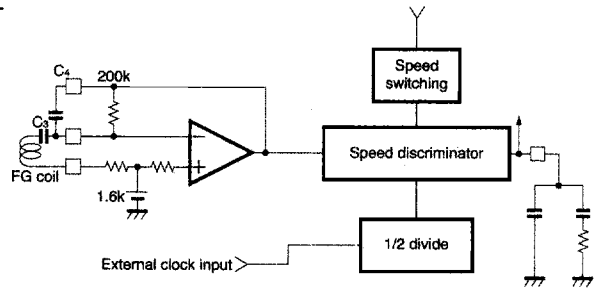 C4
200k
C3
FG coil
1.6k
Speed
switching
Speed discriminator
1/2 divide
External clock input